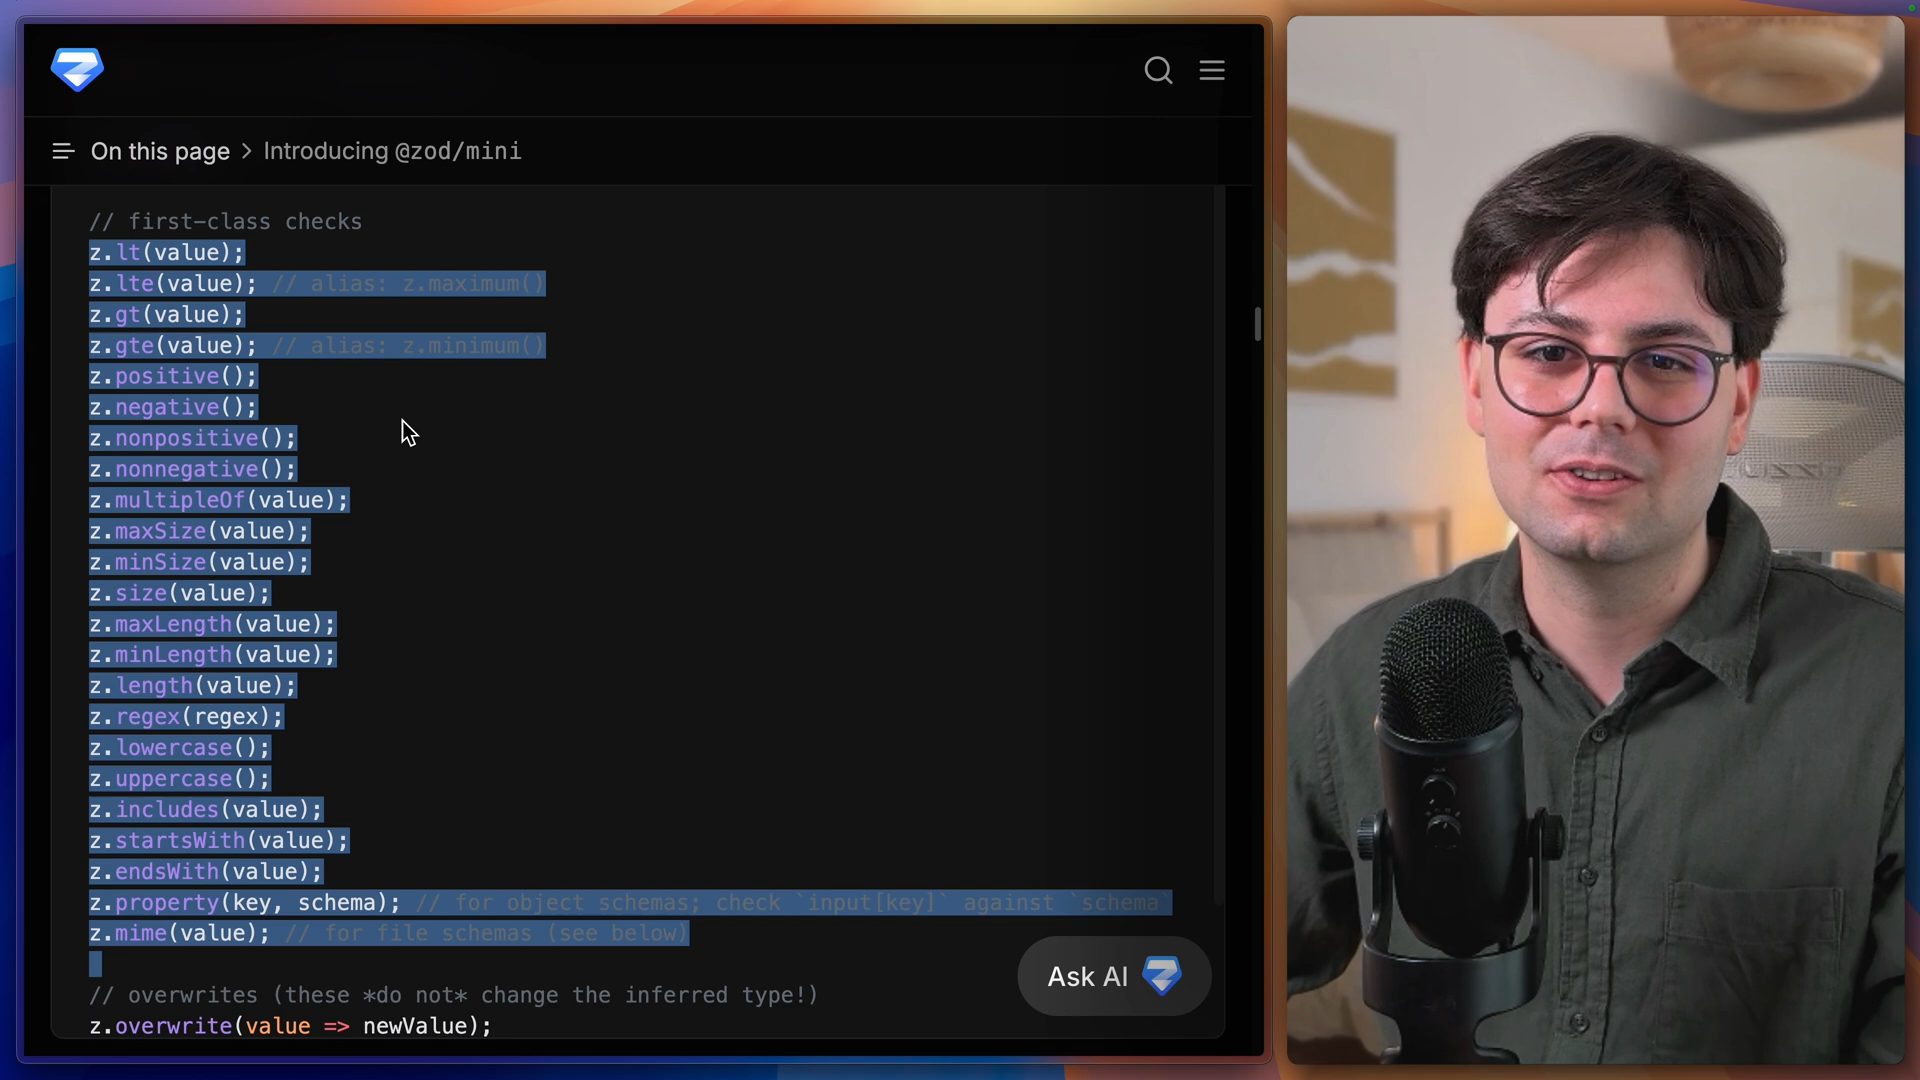 On this page > Introducing @zod/mini
// first-class checks
z.lt(value);
z.lte(value); // alias: z.maximum()
z.gt(value);
z.gte(value); // alias: z.minimum()
z.positive();
z.negative();
z.nonpositive();
z.nonnegative();
z.multipleOf(value);
z.maxSize(value);
z.minSize(value);
z.size(value);
z.maxLength(value);
z.minLength(value);
z.length(value);
z.regex(regex);
z.lowercase();
z.uppercase();
z.includes(value);
z.startsWith(value);
z.endsWith(value);
z.property(key, schema); // for object schemas; check `input[key]` against `schema`
z.mime(value); // for file schemas (see below)
// overwrites (these *do not* change the inferred type!)
z.overwrite(value => newValue);
Ask AI